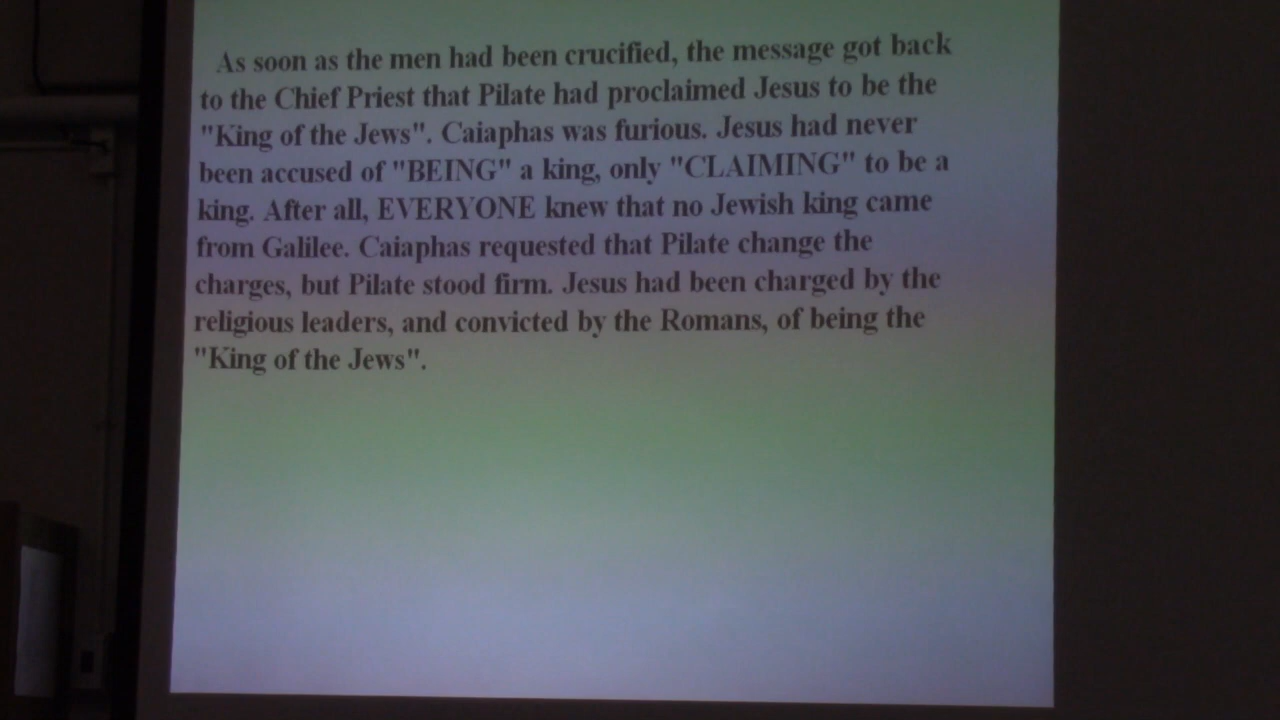 As soon as the men had been crucified, the message got back
to the Chief Priest that Pilate had proclaimed Jesus to be the
"King of the Jews". Caiaphas was furious. Jesus had never
been accused of "BEING" a king, only "CLAIMING" to be a
king. After all, EVERYONE knew that no Jewish king came
from Galilee. Caiaphas requested that Pilate change the
charges, but Pilate stood firm. Jesus had been charged by the
religious leaders, and convicted by the Romans, of being the
"King of the Jews".